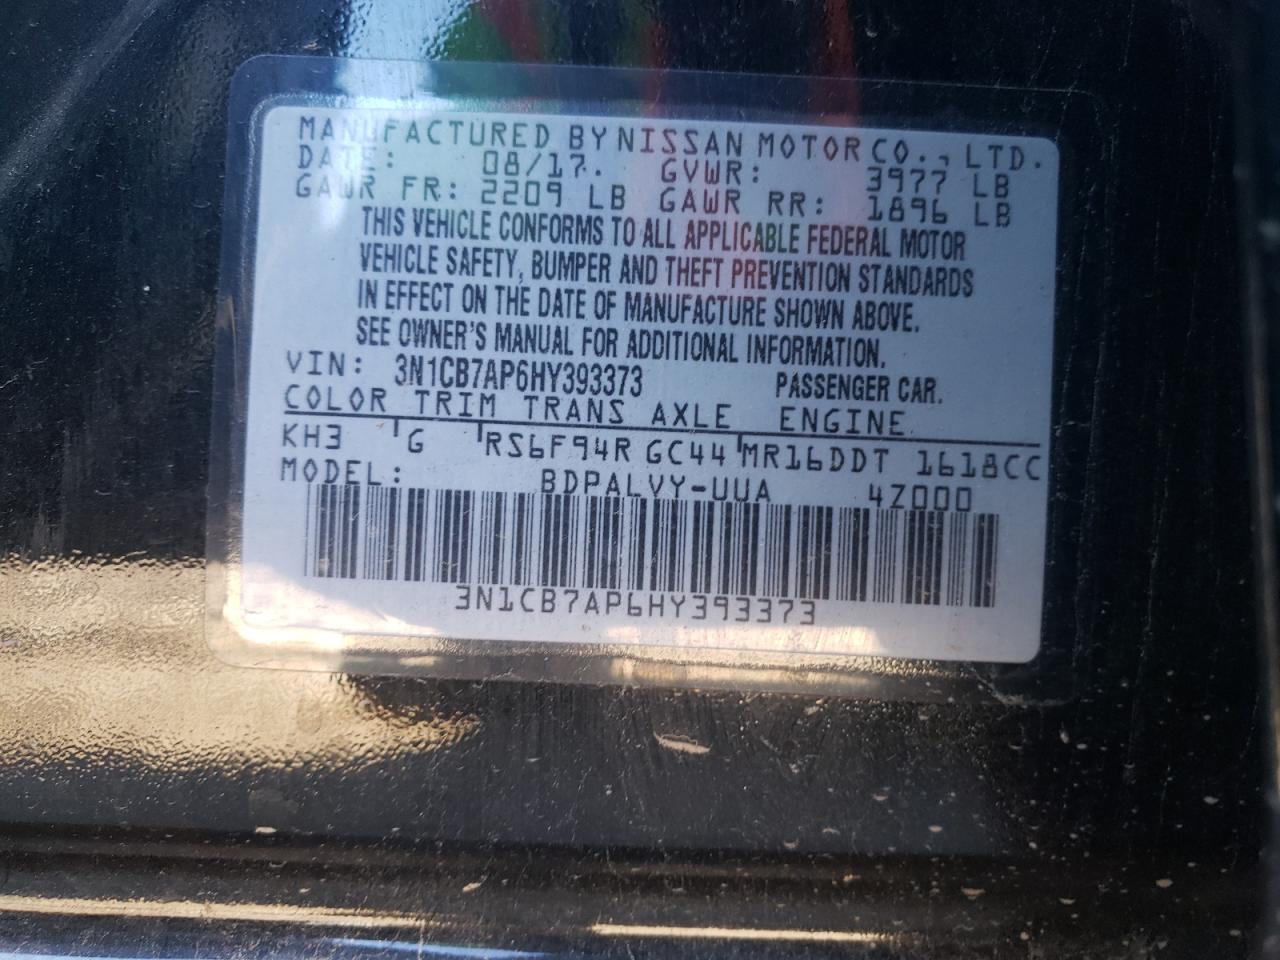 MANUFACTURED BY NISSAN MOTOR CO., LTD.
DATE: 08/17. GVWR: 3977 LB
GAWR FR: 2209 LB GAWR RR: 1896 LB
THIS VEHICLE CONFORMS TO ALL APPLICABLE FEDERAL MOTOR
VEHICLE SAFETY, BUMPER AND THEFT PREVENTION STANDARDS
IN EFFECT ON THE DATE OF MANUFACTURE SHOWN ABOVE.
SEE OWNER'S MANUAL FOR ADDITIONAL INFORMATION.
VIN: 3N1CB7AP6HY393373 PASSENGER CAR.
COLOR TRIM TRANS AXLE ENGINE
KH3 G RS6F94R GC44 MR16DDT 1618CC
MODEL: BDPALVY-UUA 4Z000
3N1CB7AP6HY393373